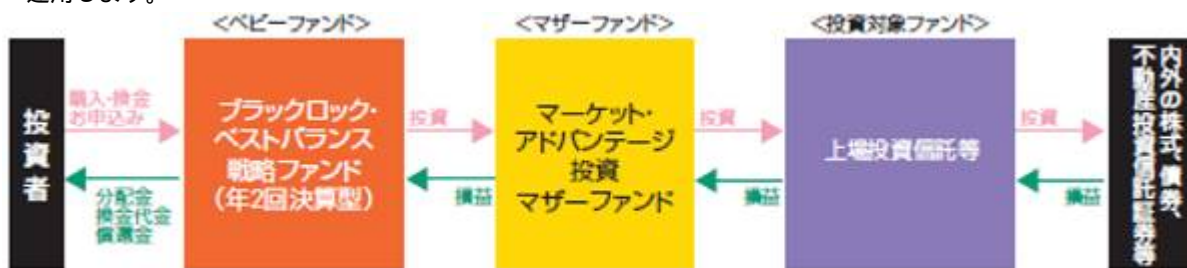 運用します。
<ベビーファンド>
<マザーファンド>
<投資対象ファンド>
投資者
購入・換金
お申込み
分配金
換金代金
償還金
ブラックロック・
ベストバランス
戦略ファンド
(年2回決算型)
投資
損益
マーケット・
アドバンテージ
投資
マザーファンド
投資
損益
上場投資信託等
投資
損益
内外の株式、債券、
不動産投資信託証券等